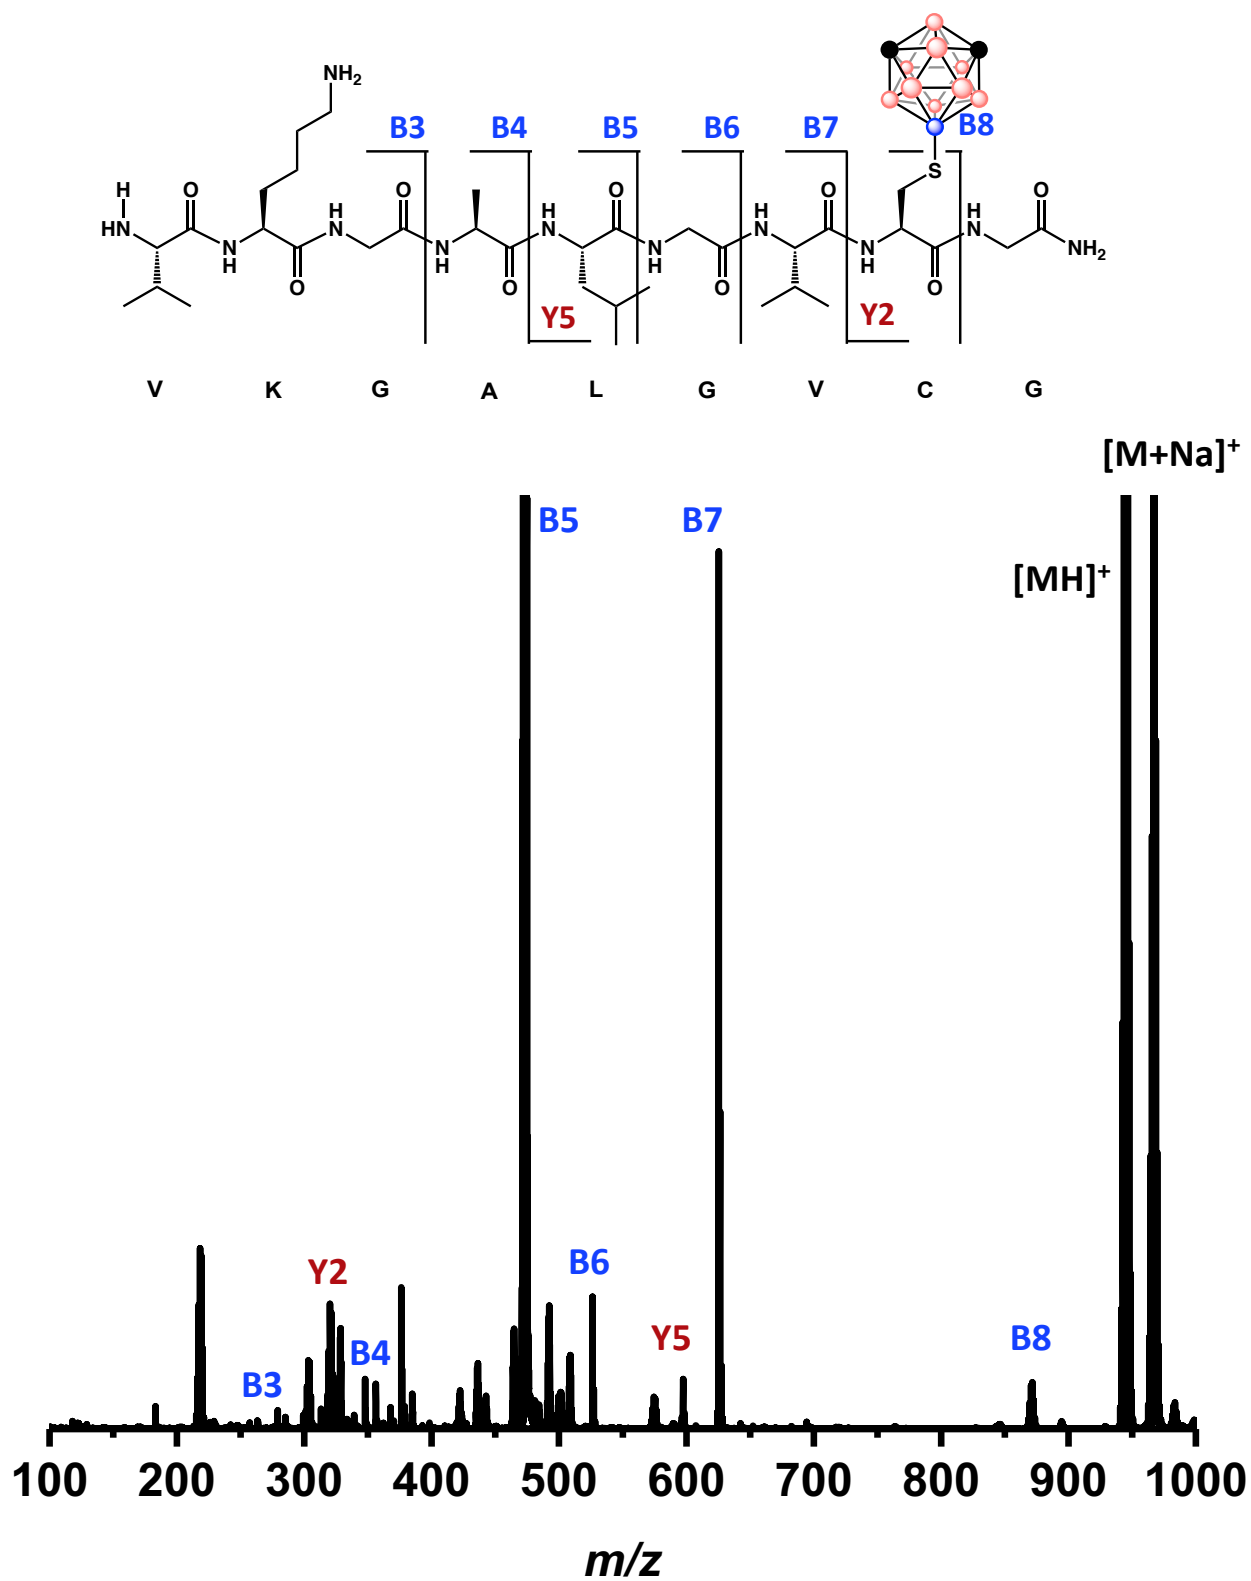 NH₂
B3 B4 B5 B6 B7 B8
S
H O H O H O H O H O
HN N N N N N N N N NH₂
H O H O H O H O
Y5 Y2
V K G A L G V C G
[M+Na]⁺
B5 B7
[MH]⁺
B6
Y2
Y5 B8
B4
B3
100 200 300 400 500 600 700 800 900 1000
m/z